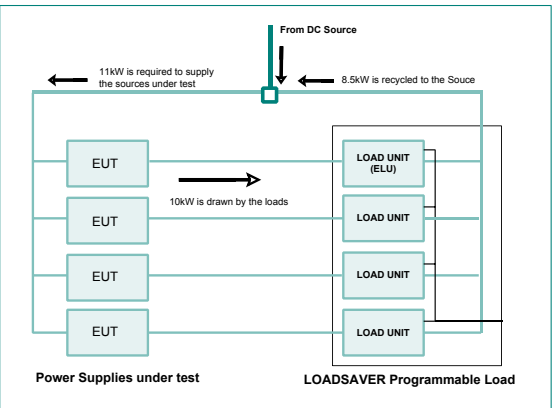 From DC Source
11kW is required to supply
the sources under test
8.5kW is recycled to the Souce
EUT
LOAD UNIT
(ELU)
10kW is drawn by the loads
EUT
LOAD UNIT
EUT
LOAD UNIT
EUT
LOAD UNIT
Power Supplies under test
LOADSAVER Programmable Load